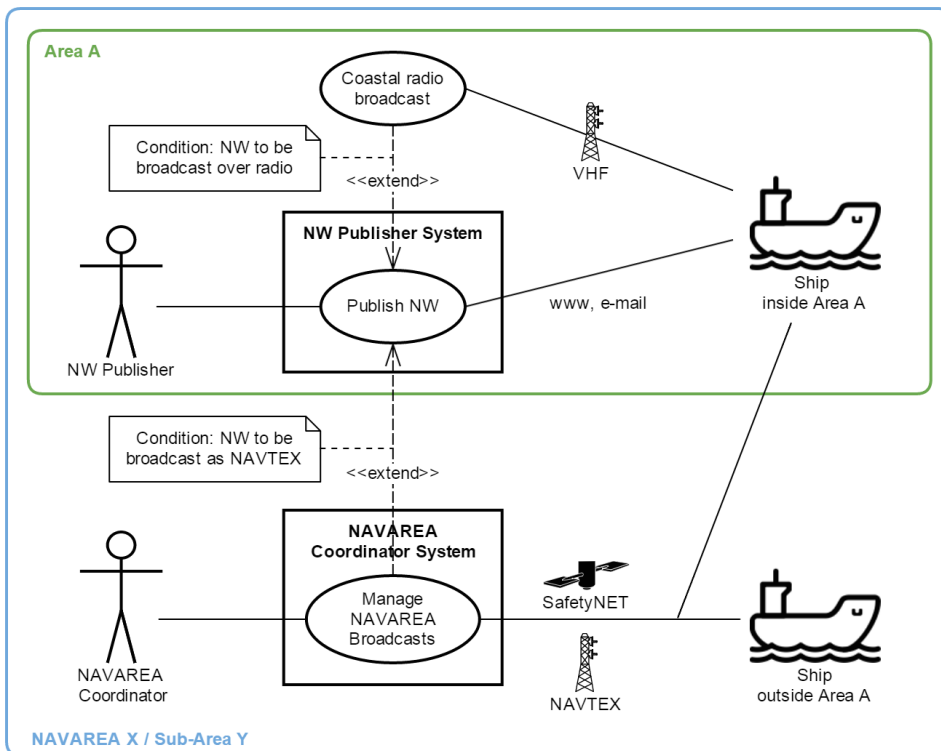 Area A
Coastal radio
broadcast
Condition: NW to be
broadcast over radio
VHF
<<extend>>
NW Publisher System
Publish NW
www, e-mail
Ship
inside Area A
NW Publisher
Condition: NW to be
broadcast as NAVTEX
<<extend>>
NAVAREA
Coordinator System
Manage
NAVAREA
Broadcasts
SafetyNET
NAVTEX
NAVAREA
Coordinator
Ship
outside Area A
NAVAREA X / Sub-Area Y